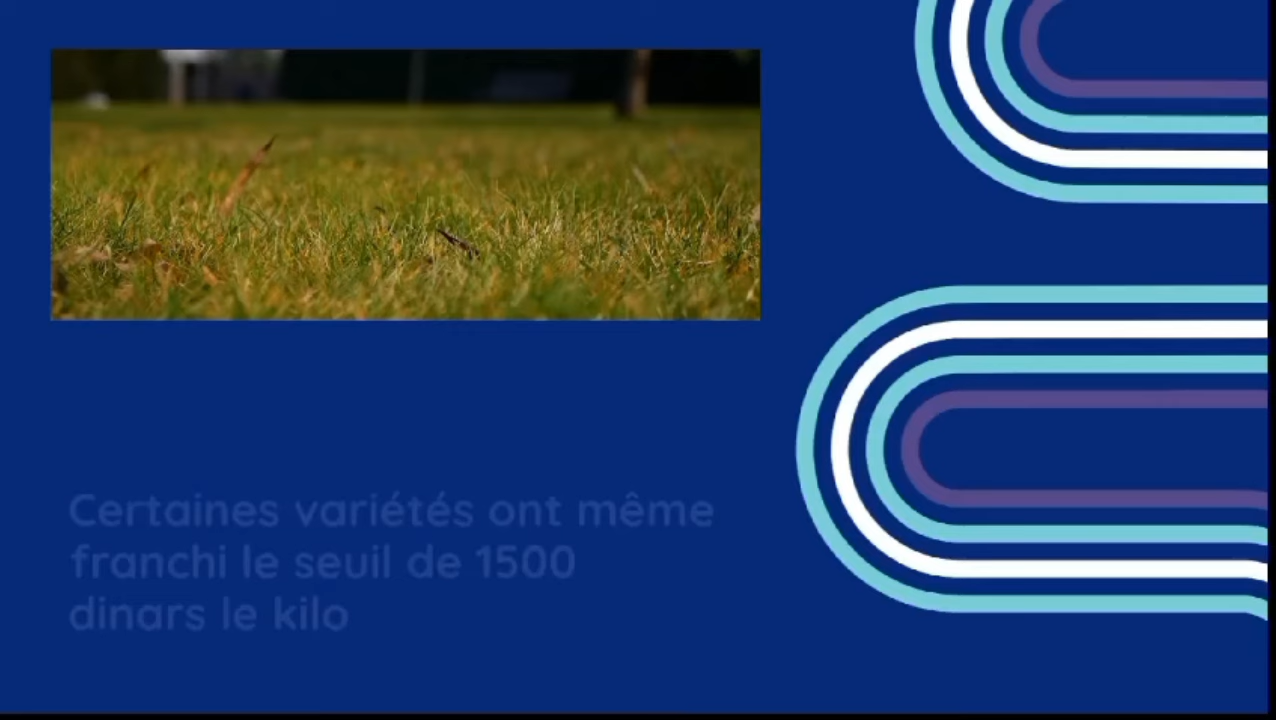 Certaines variétés ont même
franchi le seuil de 1500
dinars le kilo